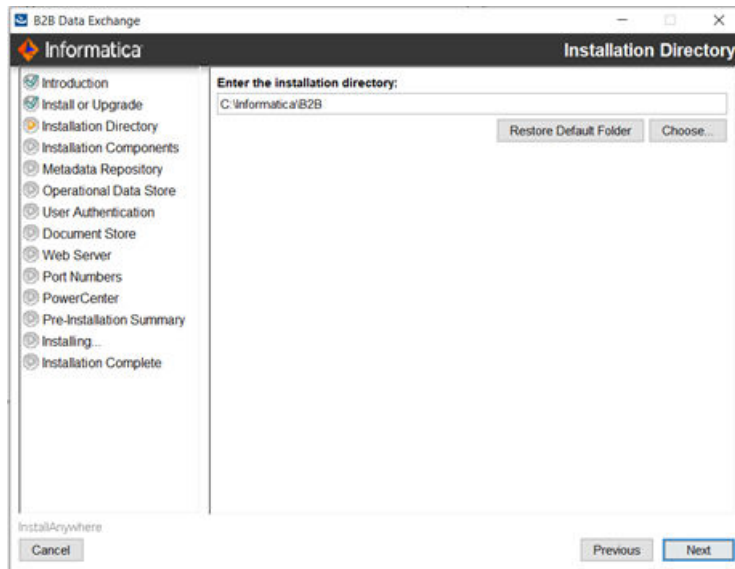 B2B Data Exchange
Informatica
Installation Directory
Introduction
Install or Upgrade
Installation Directory
Installation Components
Metadata Repository
Operational Data Store
User Authentication
Document Store
Web Server
Port Numbers
PowerCenter
Pre-Installation Summary
Installing...
Installation Complete
Enter the installation directory:
C:\Informatica\B2B
Restore Default Folder
Choose...
InstallAnywhere
Cancel
Previous
Next